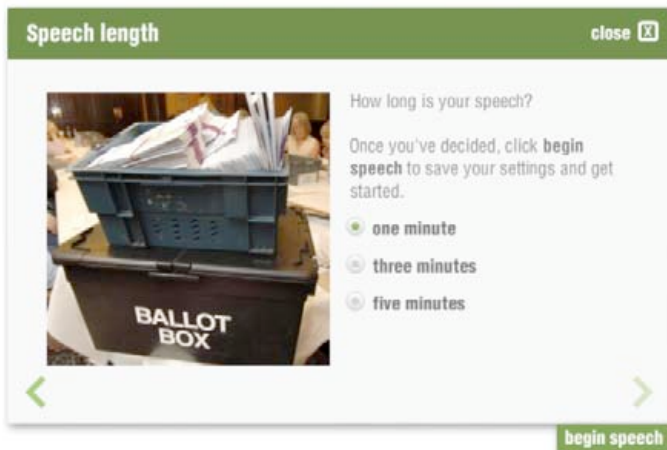 Speech length
close X
How long is your speech?
Once you've decided, click begin
speech to save your settings and get
started.
one minute
three minutes
five minutes
BALLOT
BOX
begin speech